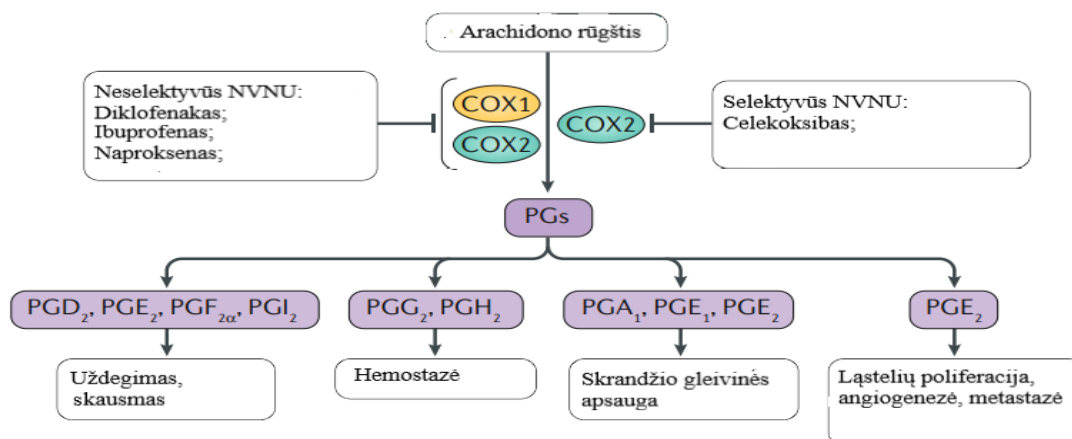 Arachidono rūgštis
Neselektyvūs NVNU:
Diklofenakas;
Ibuprofenas;
Naproksenas;
COX1
COX2
COX2
Selektyvūs NVNU:
Celekoksibas;
PGs
PGD₂, PGE₂, PGF₂α, PGI₂
PGG₂, PGH₂
PGA₁, PGE₁, PGE₂
PGE₂
Uždegimas,
skausmas
Hemostazė
Skrandžio gleivinės
apsauga
Ląstelių poliferacija,
angiogenezė, metastazė